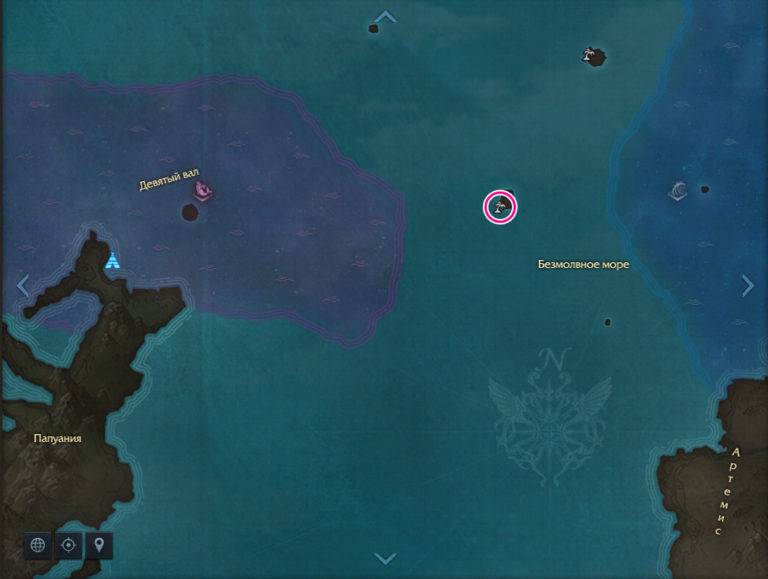 Девятый вал
Безмолвное море
N
Папуания
Артемис